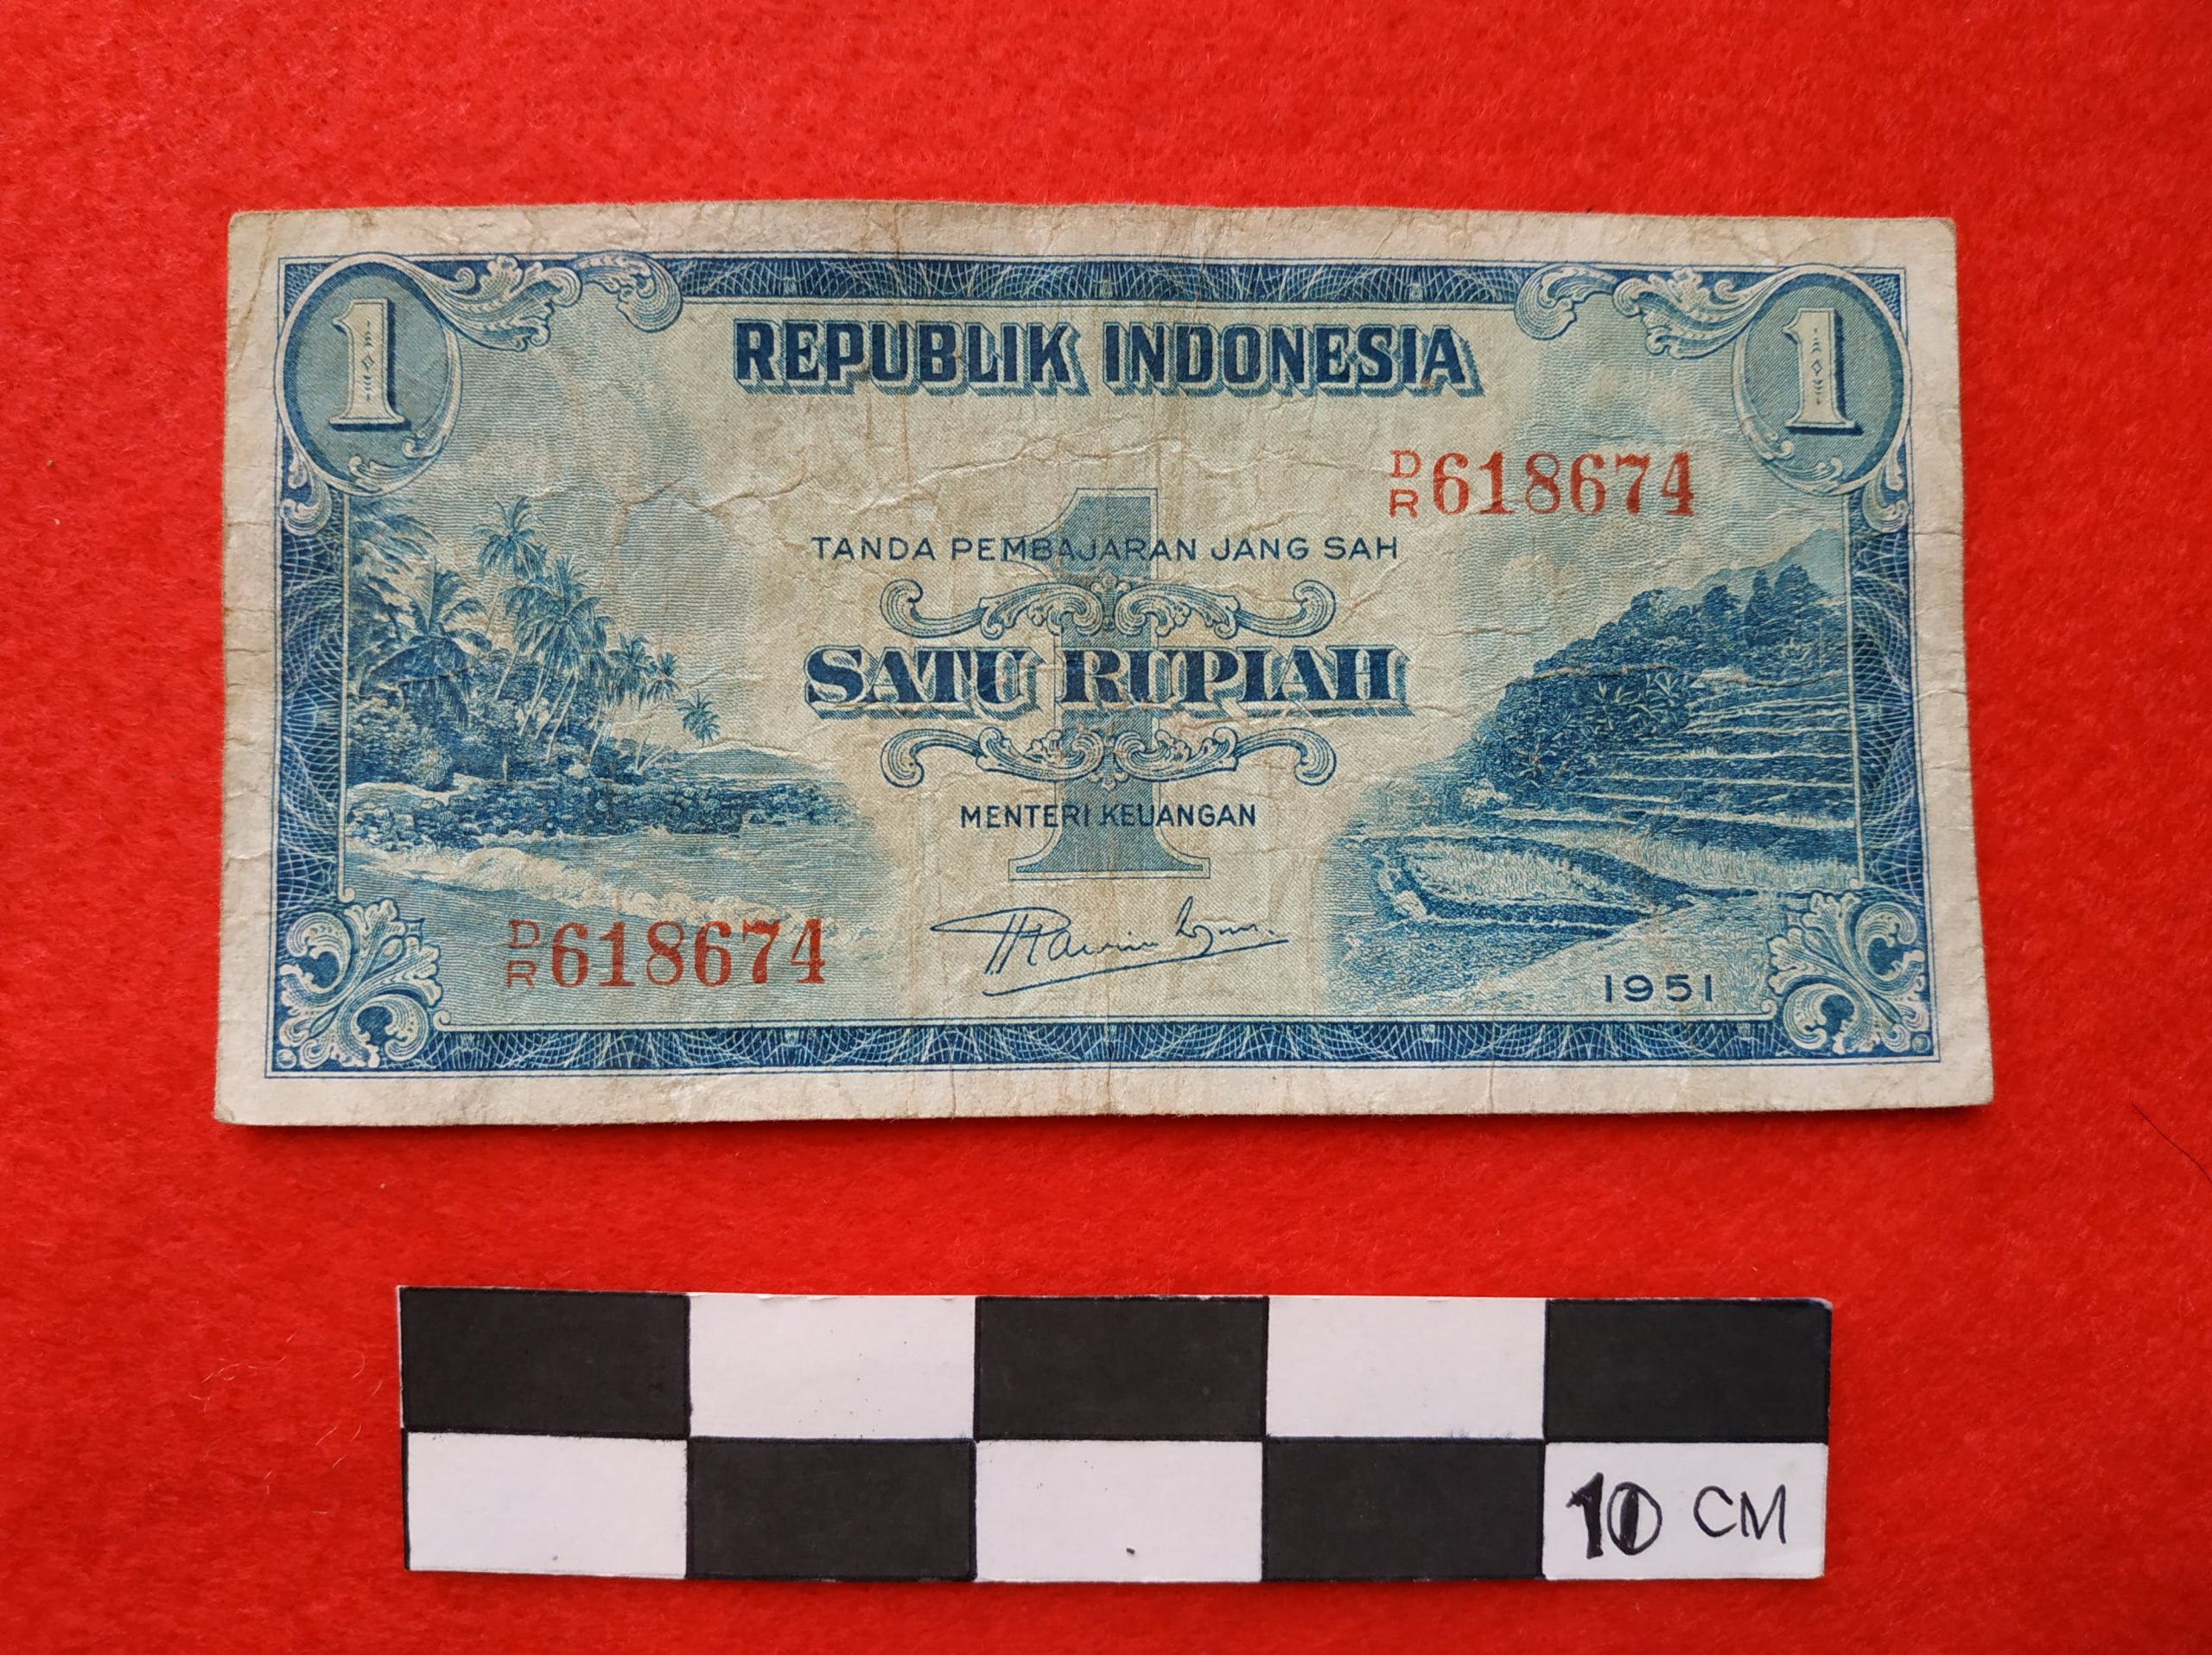 1 1
REPUBLIK INDONESIA
D/R 618674
TANDA PEMBAJARAN JANG SAH
1
SATU RUPIAH
MENTERI KEUANGAN
D/R 618674
1951
10 CM